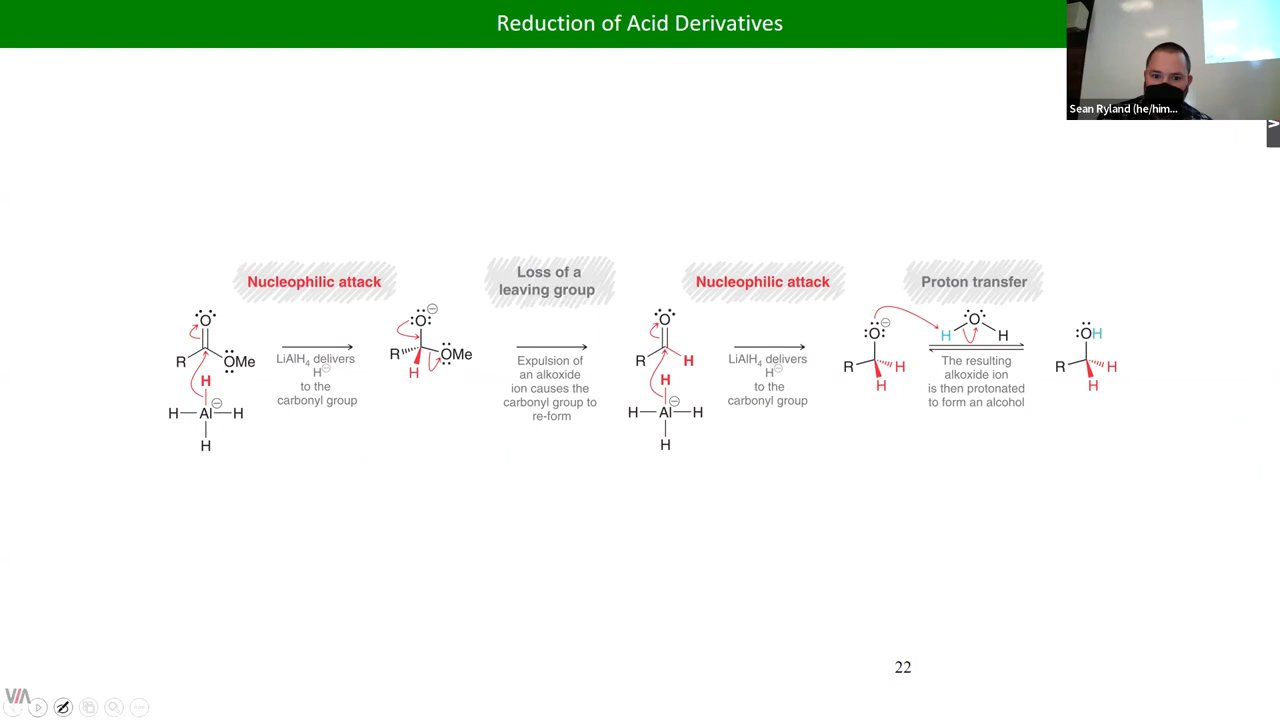 Reduction of Acid Derivatives
Sean Ryland (he/him...
V
Nucleophilic attack
Loss of a
leaving group
Nucleophilic attack
Proton transfer
O
R
OMe
H
H Al H
H
LiAlH4 delivers
H⊖
to the
carbonyl group
O ⊖
R
OMe
H
Expulsion of
an alkoxide
ion causes the
carbonyl group to
re-form
O
R
H
H
H Al H
H
LiAlH4 delivers
H⊖
to the
carbonyl group
O ⊖
R
H
H
O
H H
The resulting
alkoxide ion
is then protonated
to form an alcohol
OH
R
H
H
22
VIA